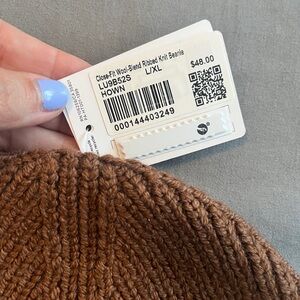 Close-Fit Wool-Blend Ribbed Knit Beanie
LU9B52S L/XL
HOWN
$48.00
000144403249